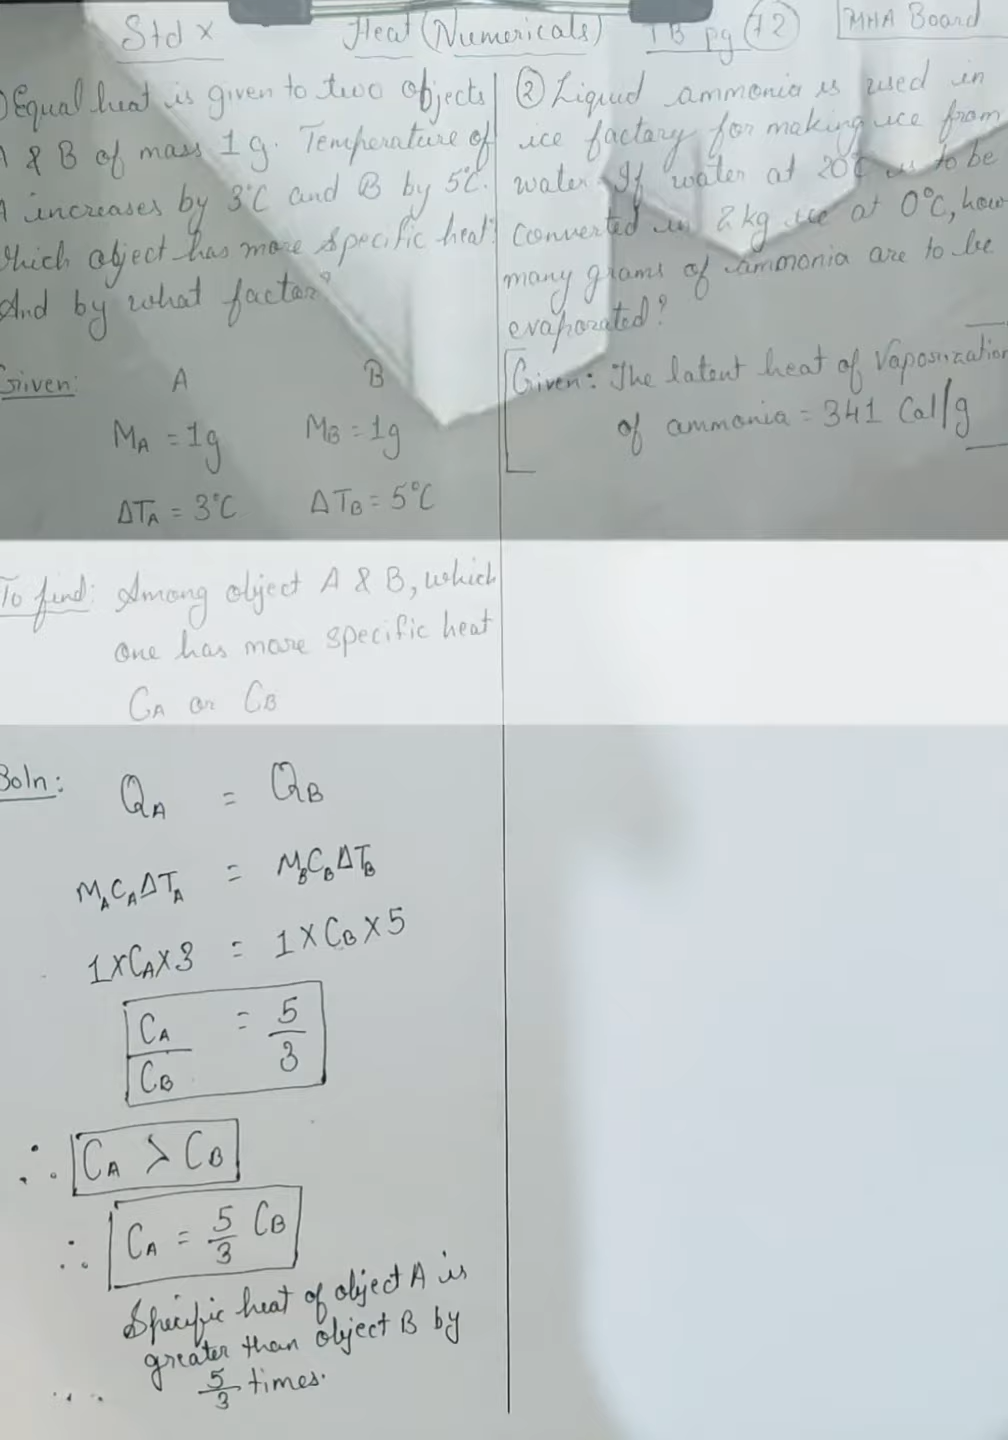 Std X Heat (Numericals) TB pg 72 MHA Board
Equal heat is given to two objects
A & B of mass 1g. Temperature of
A increases by 3°C and B by 5°C.
Which object has more specific heat?
And by what factor?
Given: A B
MA = 1g MB = 1g
ΔTA = 3°C ΔTB = 5°C
To find: Among object A & B, which
one has more specific heat
CA or CB
Soln: QA = QB
MACAΔTA = MBCBΔTB
1×CA×3 = 1×CB×5
CA/CB = 5/3
∴ CA > CB
∴ CA = 5/3 CB
Specific heat of object A is
greater than object B by
5/3 times.
② Liquid ammonia is used in
ice factory for making ice from
water. If water at 20°C is to be
converted in 2 kg ice at 0°C, how
many grams of ammonia are to be
evaporated?
Given: The latent heat of vaporization
of ammonia = 341 Cal/g